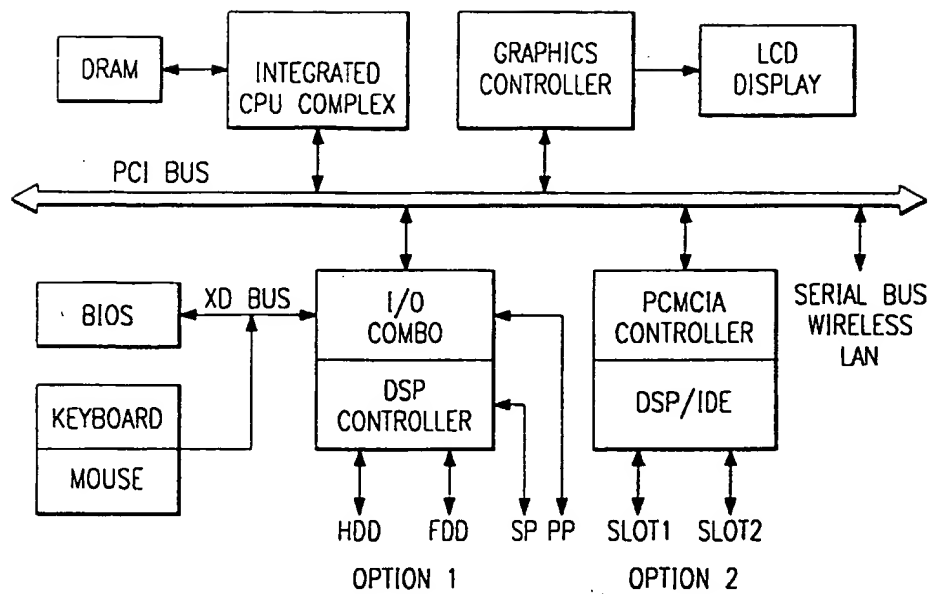 DRAM
INTEGRATED
CPU COMPLEX
GRAPHICS
CONTROLLER
LCD
DISPLAY
PCI BUS
BIOS
XD BUS
I/O
COMBO
PCMCIA
CONTROLLER
SERIAL BUS
WIRELESS
LAN
KEYBOARD
MOUSE
DSP
CONTROLLER
DSP/IDE
HDD
FDD
SP
PP
SLOT1
SLOT2
OPTION 1
OPTION 2